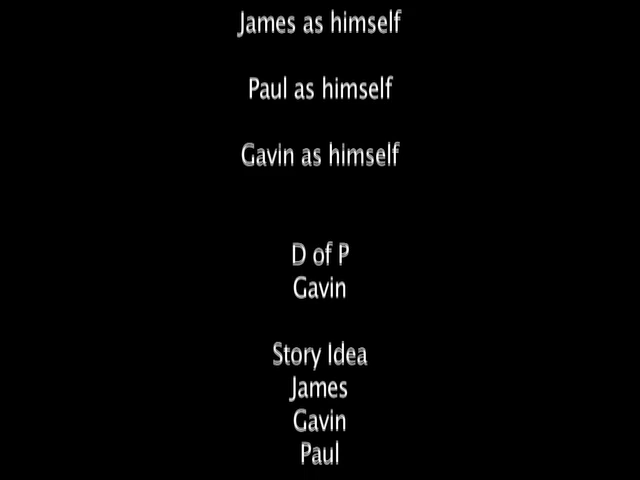 James as himself
Paul as himself
Gavin as himself
D of P
Gavin
Story Idea
James
Gavin
Paul